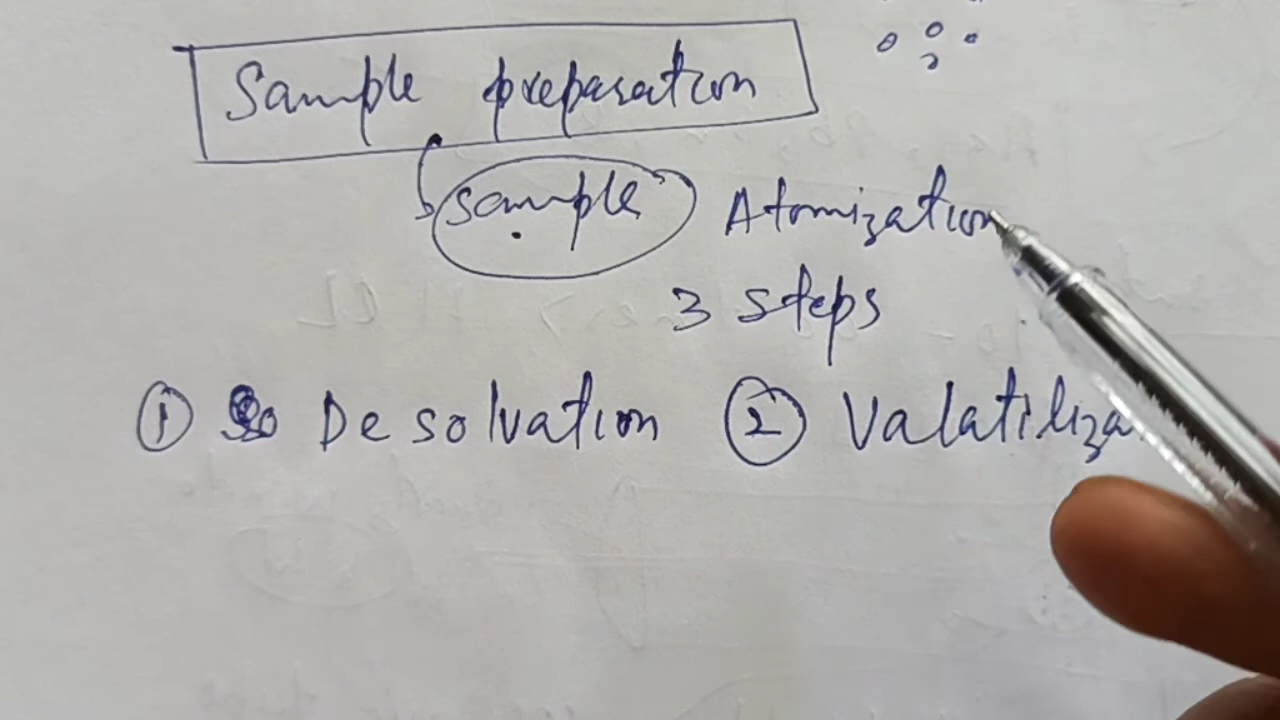 Sample preparation
sample Atomization
3 steps
① Desolvation ② Valatiliza